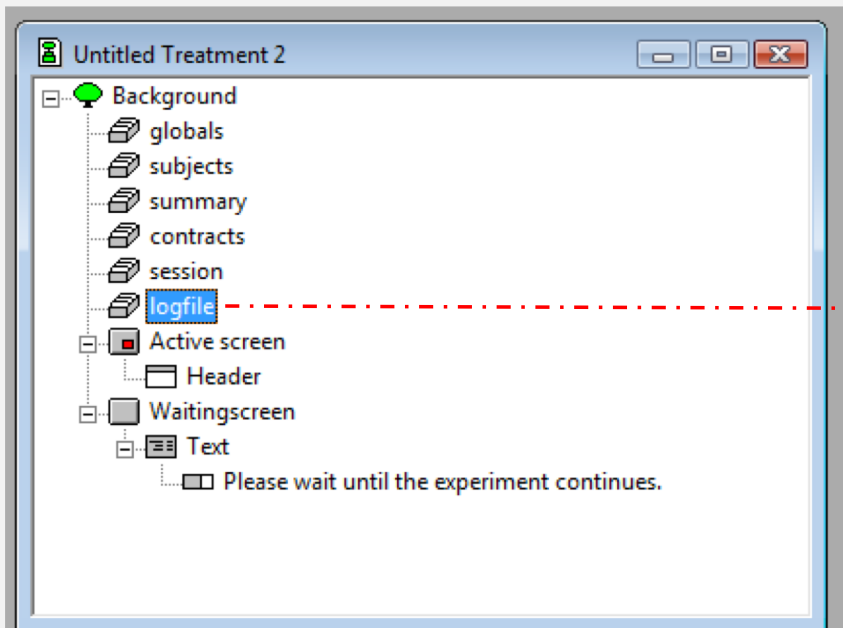 Untitled Treatment 2
Background
globals
subjects
summary
contracts
session
logfile
Active screen
Header
Waitingscreen
Text
Please wait until the experiment continues.